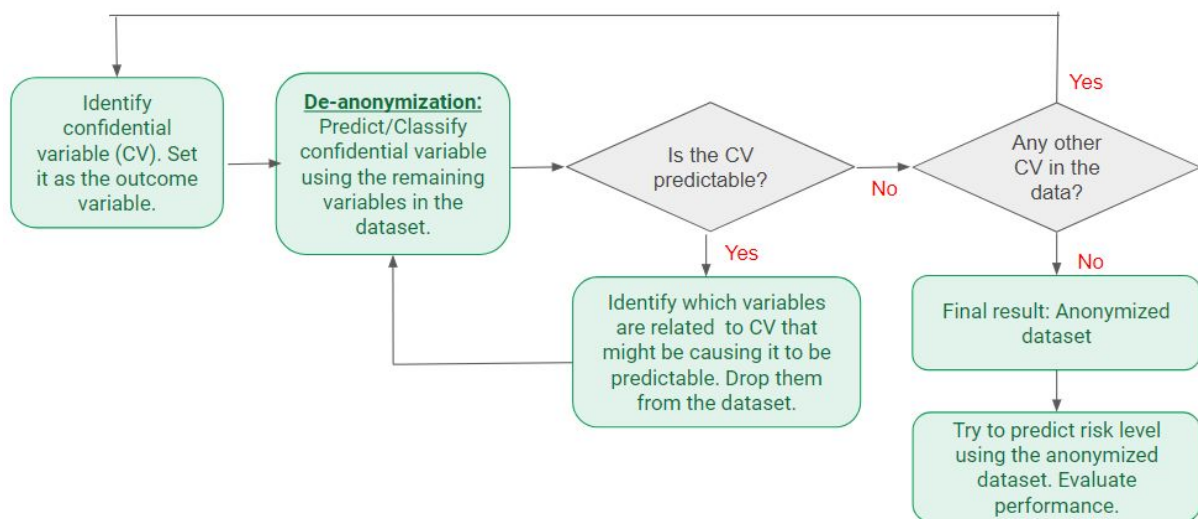 Identify
confidential
variable (CV). Set
it as the outcome
variable.
De-anonymization:
Predict/Classify
confidential variable
using the remaining
variables in the
dataset.
Is the CV
predictable?
No
Yes
Identify which variables
are related to CV that
might be causing it to be
predictable. Drop them
from the dataset.
Any other
CV in the
data?
Yes
No
Final result: Anonymized
dataset
Try to predict risk level
using the anonymized
dataset. Evaluate
performance.